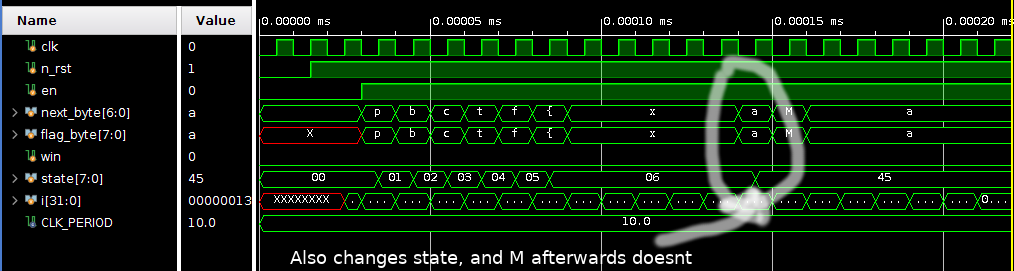 Name Value 0.00000 ms 0.00005 ms 0.00010 ms 0.00015 ms 0.00020 ms
clk 0
n_rst 1
en 0
next_byte[6:0] a p b c t f { x a M a
flag_byte[7:0] a X p b c t f { x a M a
win 0
state[7:0] 45 00 01 02 03 04 05 06 45
i[31:0] 00000013 XXXXXXXX ... ... ... ... ... ... ... ... ... ... ... ... ... ... ... ... ... ... 0...
CLK_PERIOD 10.0 10.0
Also changes state, and M afterwards doesnt